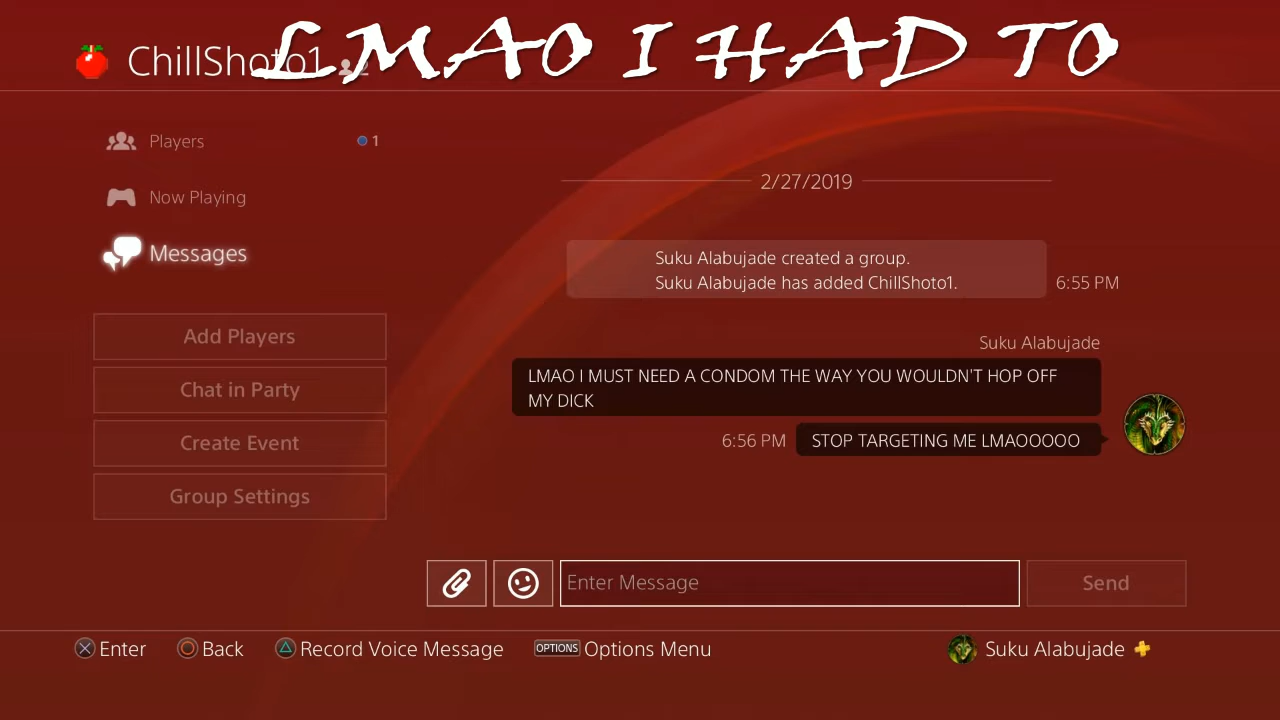 LMAO I HAD TO
ChillShoto1 2
Players 1
Now Playing
Messages
Add Players
Chat in Party
Create Event
Group Settings
2/27/2019
Suku Alabujade created a group.
Suku Alabujade has added ChillShoto1.
6:55 PM
Suku Alabujade
LMAO I MUST NEED A CONDOM THE WAY YOU WOULDN'T HOP OFF
MY DICK
6:56 PM STOP TARGETING ME LMAOOOOO
Enter Message
Send
Enter Back Record Voice Message OPTIONS Options Menu Suku Alabujade